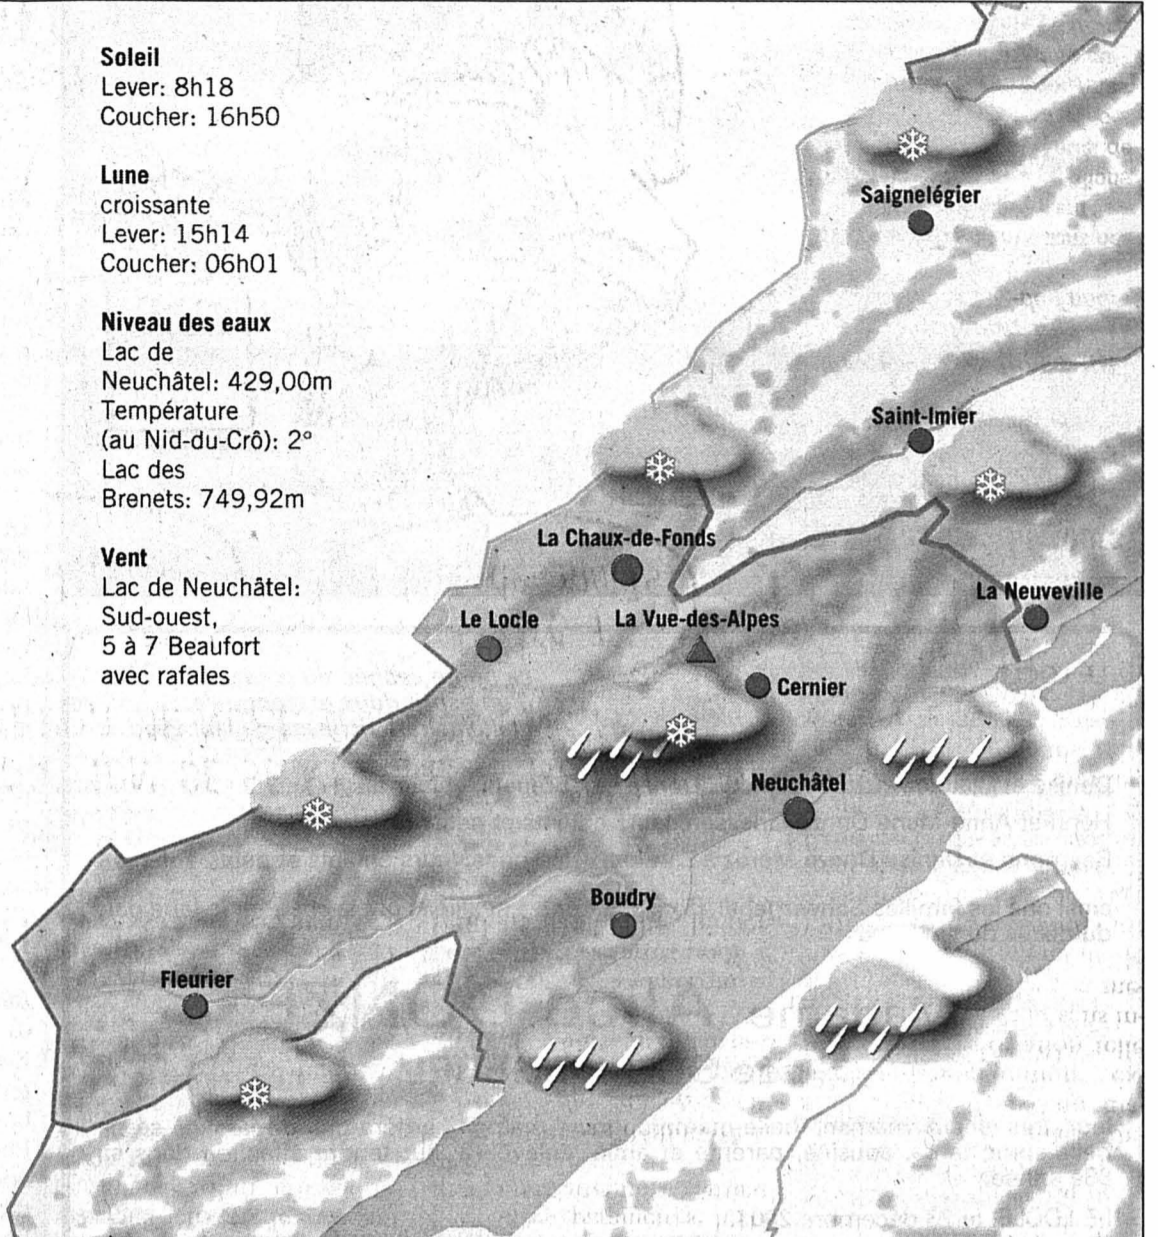 Soleil
Lever: 8h18
Coucher: 16h50
Lune
croissante
Lever: 15h14
Coucher: 06h01
Niveau des eaux
Lac de
Neuchâtel: 429,00m
Température
(au Nid-du-Crô): 2°
Lac des
Brenets: 749,92m
Vent
Lac de Neuchâtel:
Sud-ouest,
5 à 7 Beaufort
avec rafales
Saignelégier
Saint-Imier
La Chaux-de-Fonds
La Neuveville
Le Locle
La Vue-des-Alpes
Cernier
Neuchâtel
Boudry
Fleurier